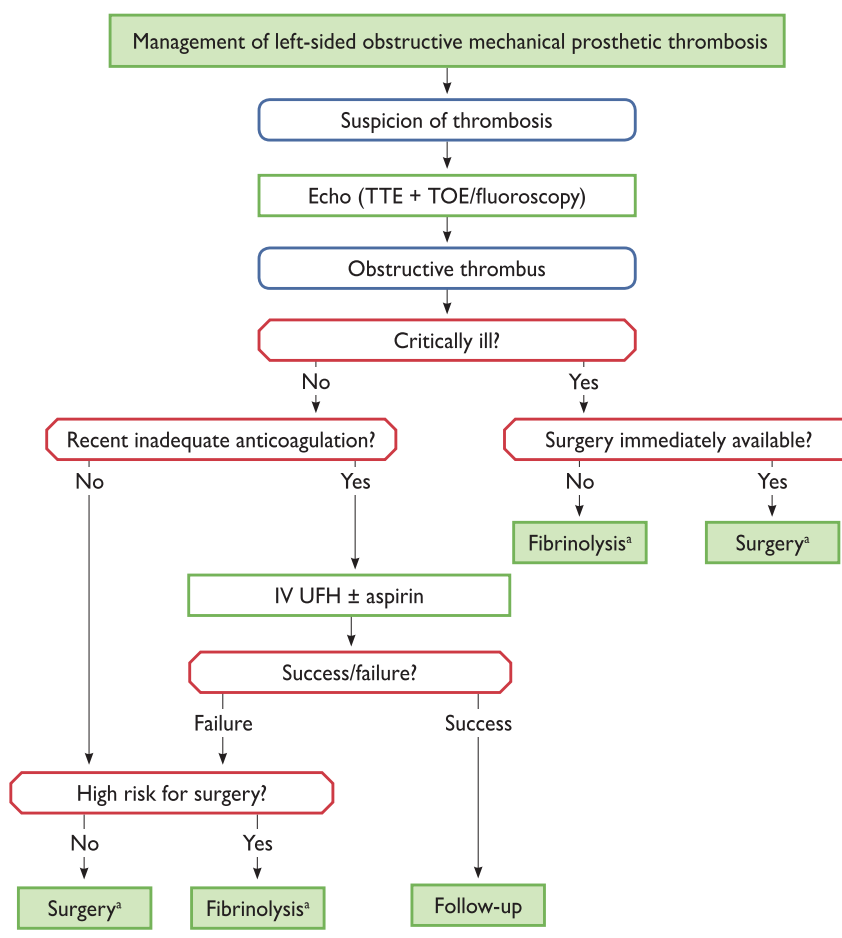 Management of left-sided obstructive mechanical prosthetic thrombosis
Suspicion of thrombosis
Echo (TTE + TOE/fluoroscopy)
Obstructive thrombus
Critically ill?
No
Yes
Recent inadequate anticoagulation?
Surgery immediately available?
No
Yes
No
Yes
Fibrinolysisᵃ
Surgeryᵃ
IV UFH ± aspirin
Success/failure?
Failure
Success
High risk for surgery?
No
Yes
Surgeryᵃ
Fibrinolysisᵃ
Follow-up